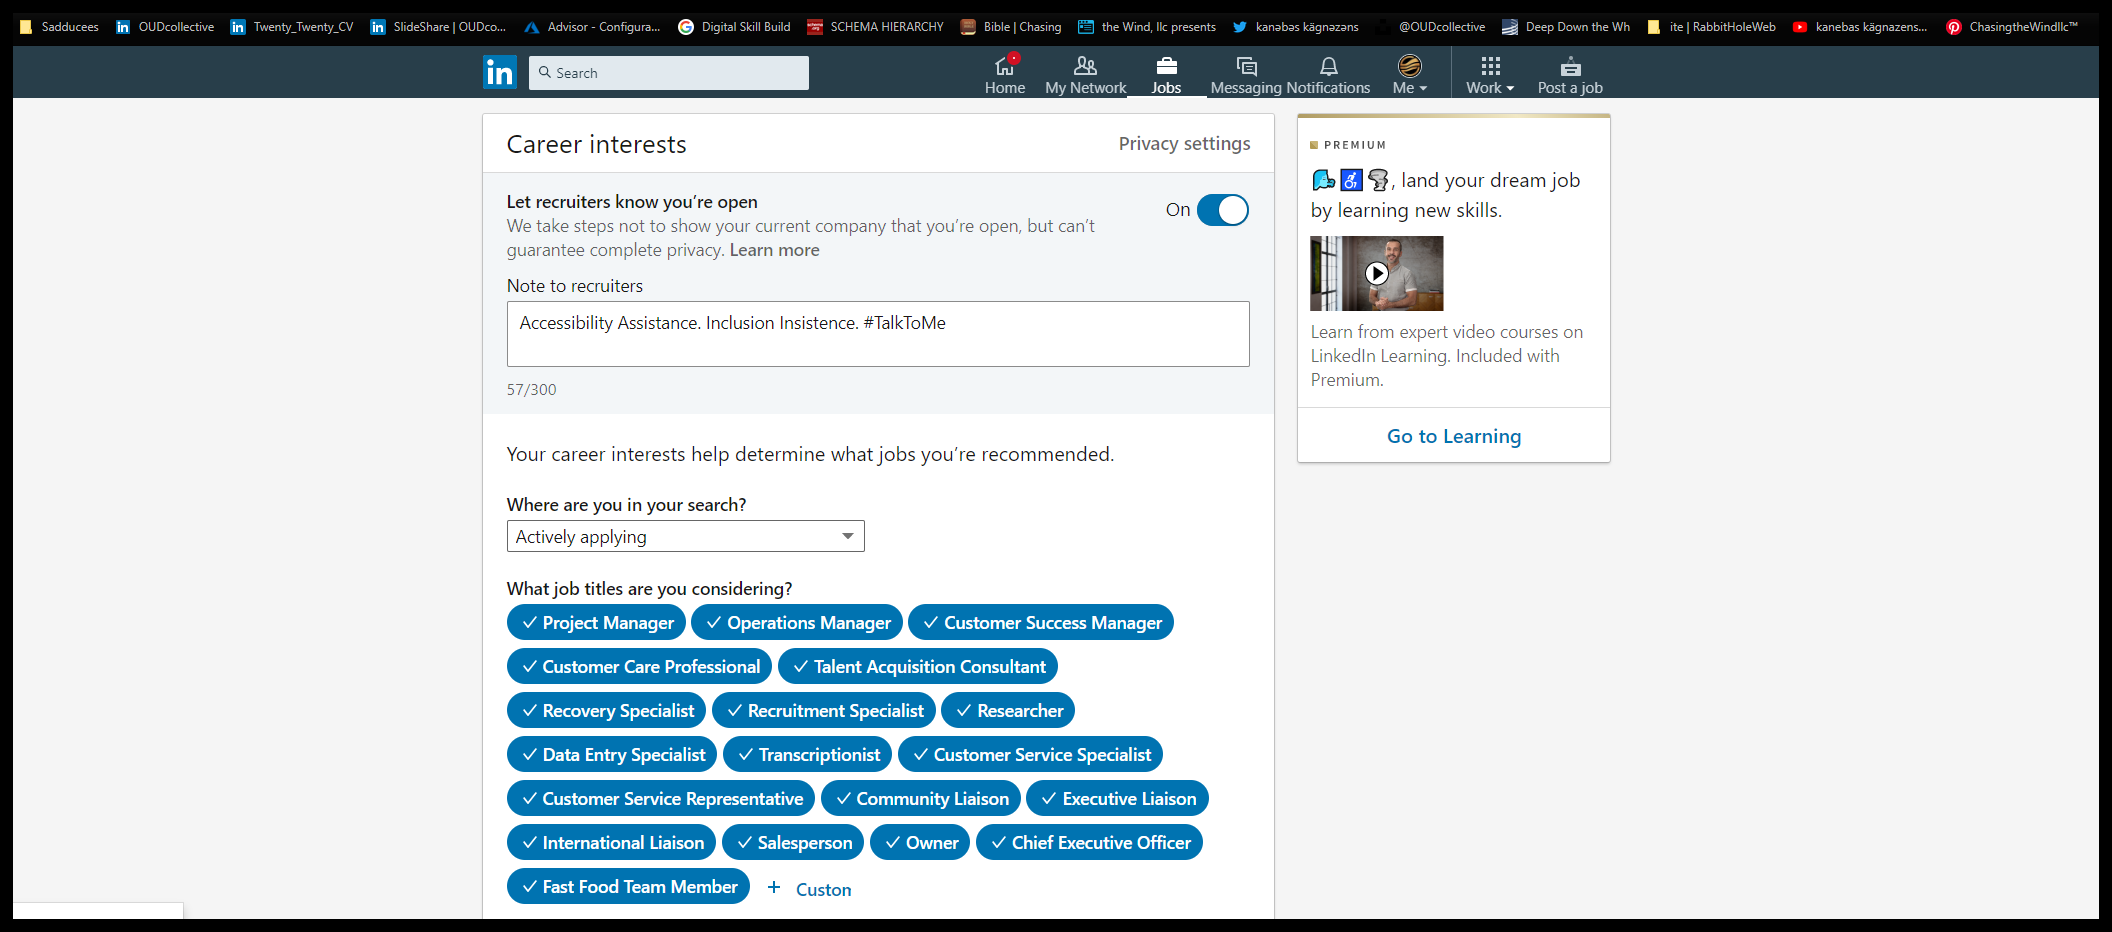 Sadducees OUDcollective Twenty_Twenty_CV SlideShare | OUDco... Advisor - Configura... Digital Skill Build SCHEMA HIERARCHY Bible | Chasing the Wind, llc presents kanəbəs kägnəzəns @OUDcollective Deep Down the Wh ite | RabbitHoleWeb kanebas kägnazens... ChasingtheWindllc™
in Search
Home My Network Jobs Messaging Notifications Me Work Post a job
Career interests Privacy settings
Let recruiters know you’re open
On
We take steps not to show your current company that you’re open, but can’t
guarantee complete privacy. Learn more
Note to recruiters
Accessibility Assistance. Inclusion Insistence. #TalkToMe
57/300
Your career interests help determine what jobs you’re recommended.
Where are you in your search?
Actively applying
What job titles are you considering?
Project Manager Operations Manager Customer Success Manager
Customer Care Professional Talent Acquisition Consultant
Recovery Specialist Recruitment Specialist Researcher
Data Entry Specialist Transcriptionist Customer Service Specialist
Customer Service Representative Community Liaison Executive Liaison
International Liaison Salesperson Owner Chief Executive Officer
Fast Food Team Member + Custon
PREMIUM
, land your dream job
by learning new skills.
Learn from expert video courses on
LinkedIn Learning. Included with
Premium.
Go to Learning